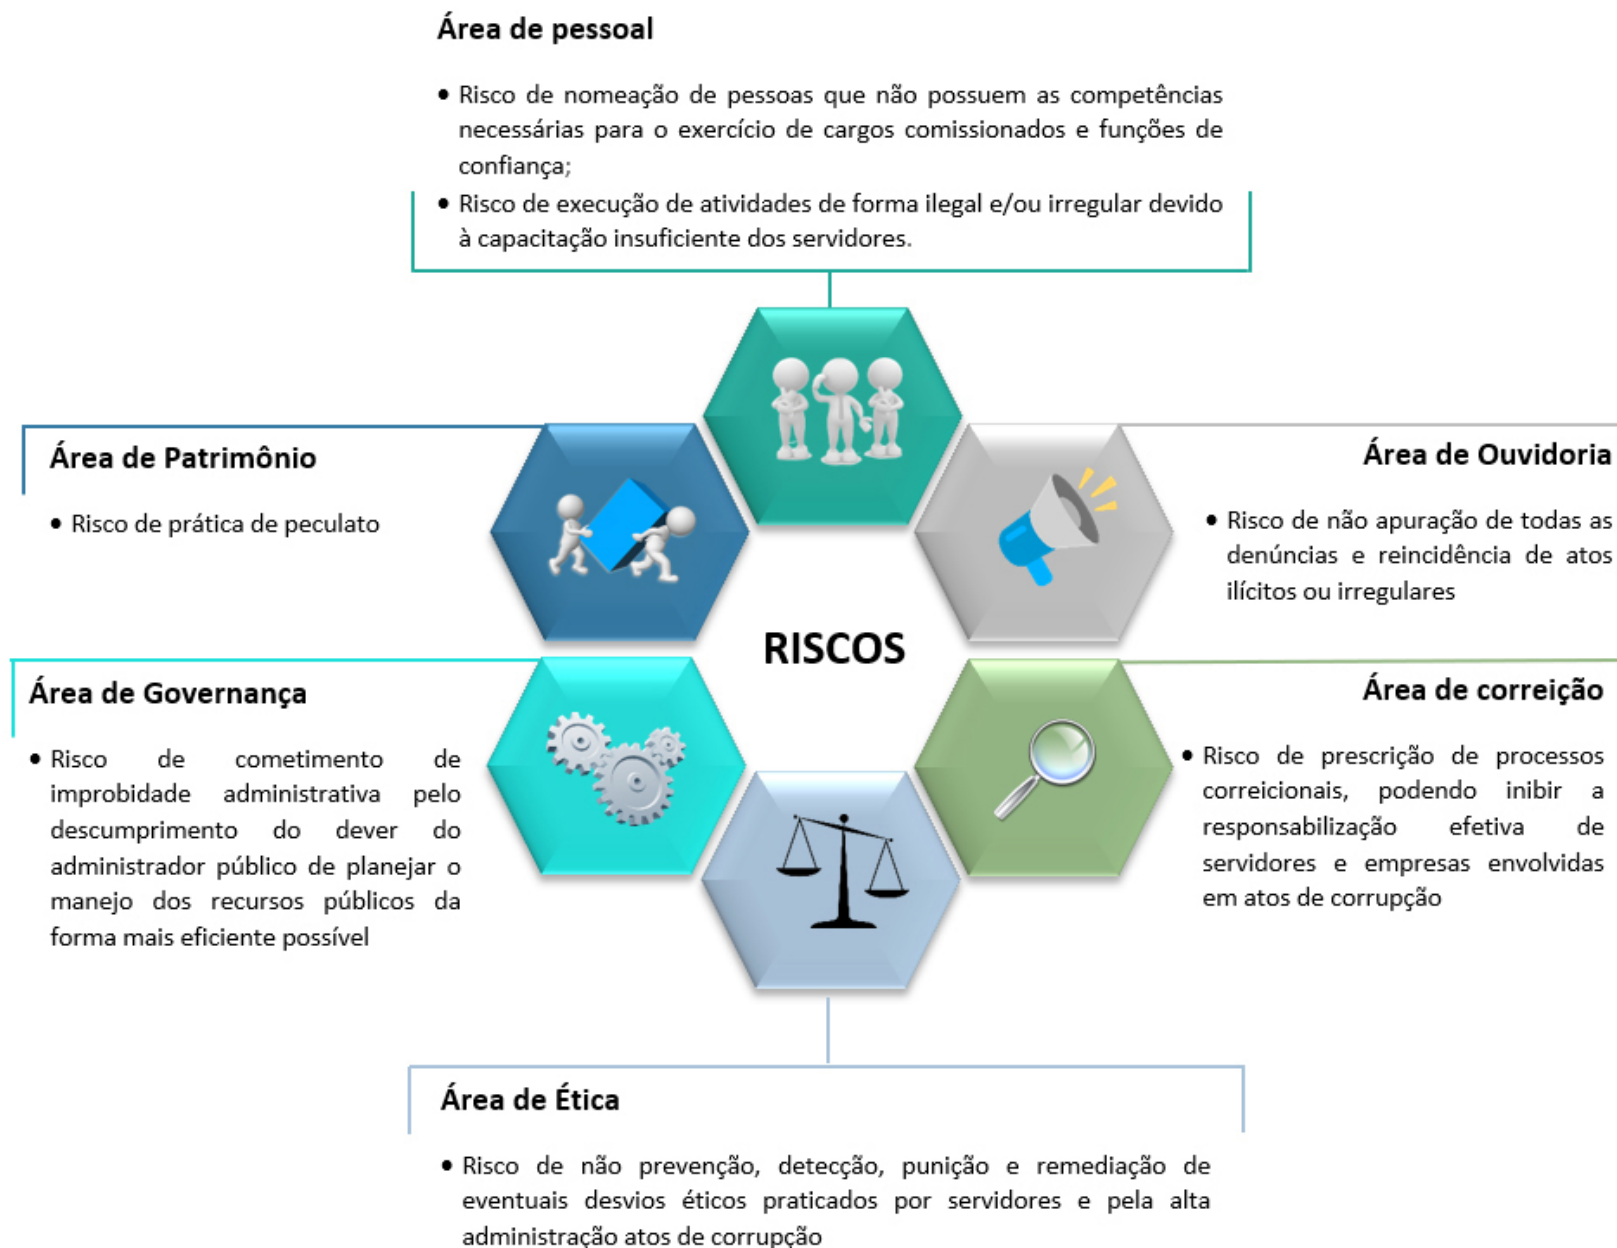 Área de pessoal
• Risco de nomeação de pessoas que não possuem as competências
necessárias para o exercício de cargos comissionados e funções de
confiança;
• Risco de execução de atividades de forma ilegal e/ou irregular devido
à capacitação insuficiente dos servidores.
Área de Patrimônio
• Risco de prática de peculato
Área de Ouvidoria
• Risco de não apuração de todas as
denúncias e reincidência de atos
ilícitos ou irregulares
RISCOS
Área de Governança
• Risco de cometimento de
improbidade administrativa pelo
descumprimento do dever do
administrador público de planejar o
manejo dos recursos públicos da
forma mais eficiente possível
Área de correição
• Risco de prescrição de processos
correicionais, podendo inibir a
responsabilização efetiva de
servidores e empresas envolvidas
em atos de corrupção
Área de Ética
• Risco de não prevenção, detecção, punição e remediação de
eventuais desvios éticos praticados por servidores e pela alta
administração atos de corrupção